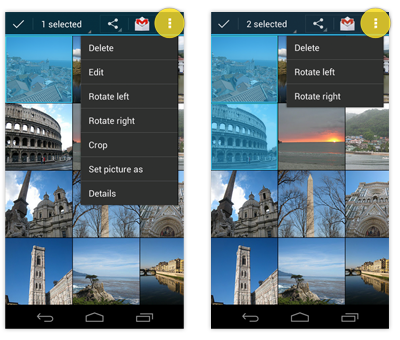 1 selected
Delete
Edit
Rotate left
Rotate right
Crop
Set picture as
Details
2 selected
Delete
Rotate left
Rotate right